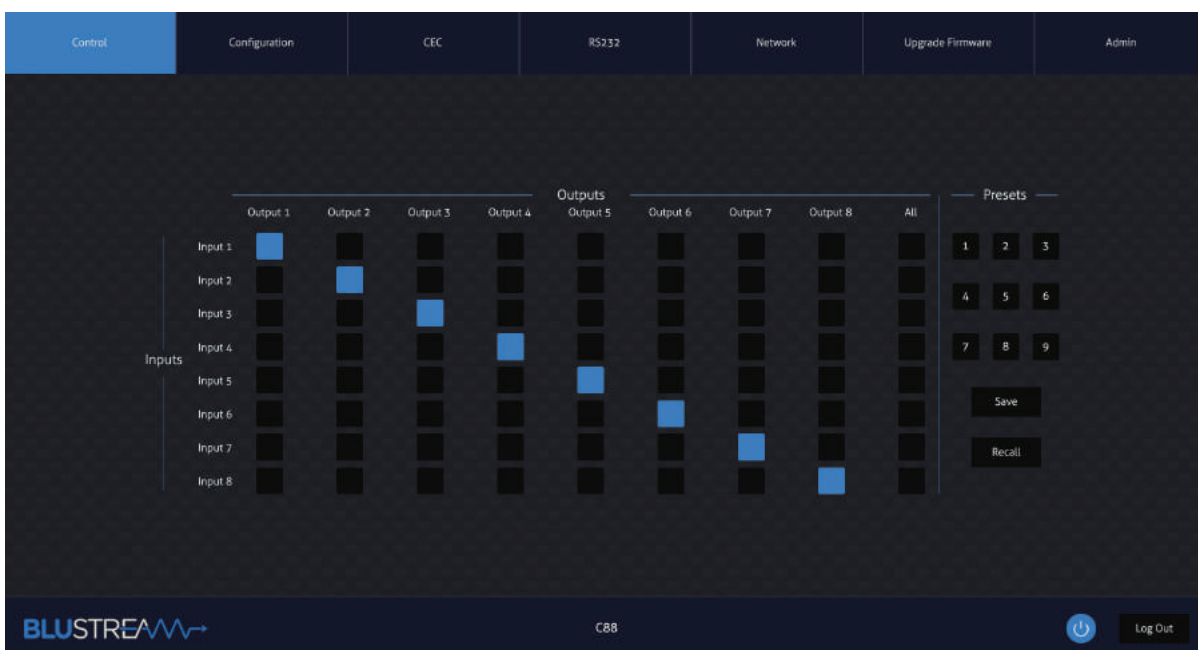 Control Configuration CEC RS232 Network Upgrade Firmware Admin
Outputs Presets
Output 1 Output 2 Output 3 Output 4 Output 5 Output 6 Output 7 Output 8 All
Input 1 1 2 3
Input 2
4 5 6
Input 3
Input 4 7 8 9
Inputs
Input 5
Save
Input 6
Input 7 Recall
Input 8
BLUSTREAM C88 Log Out